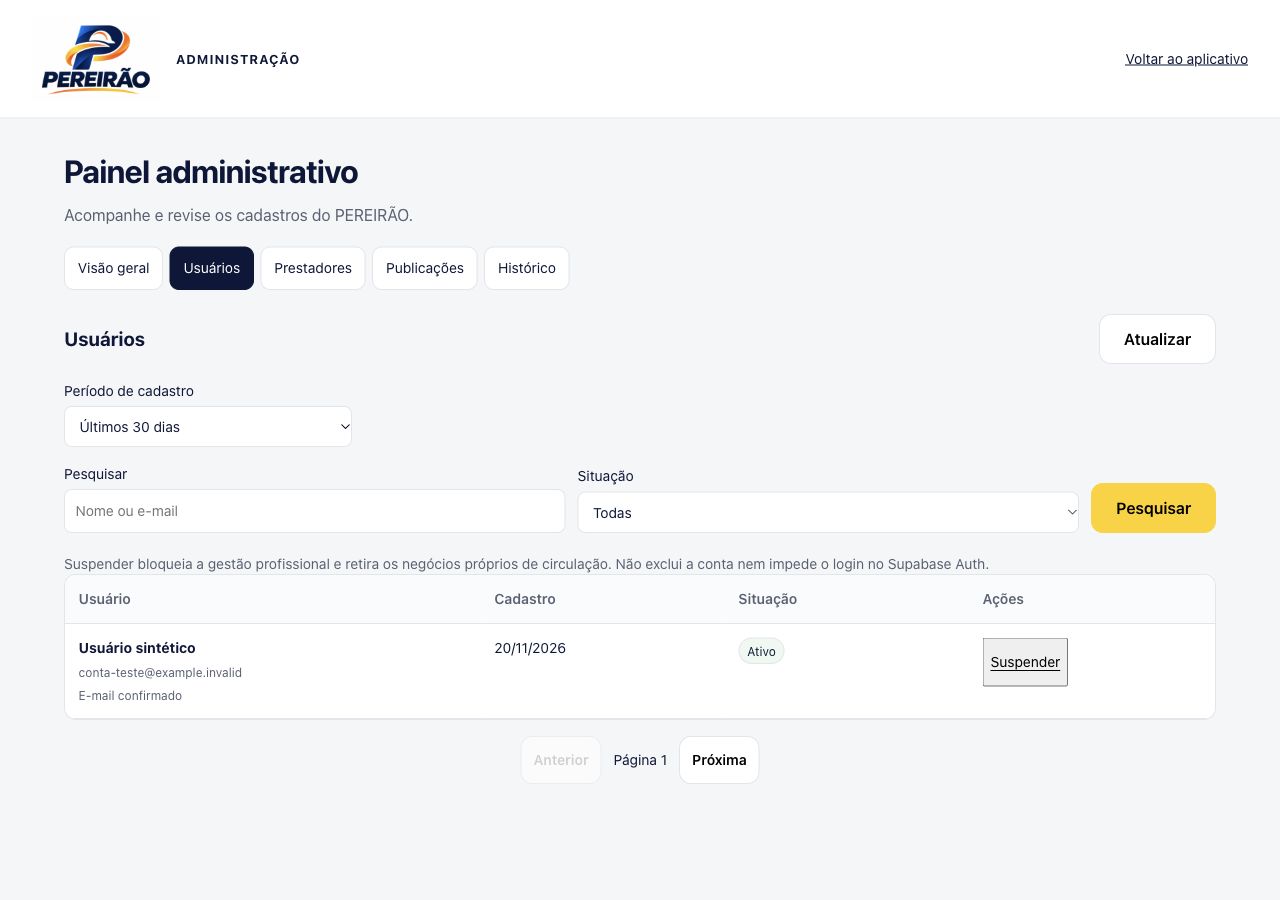 PEREIRÃO
ADMINISTRAÇÃO
Voltar ao aplicativo
Painel administrativo
Acompanhe e revise os cadastros do PEREIRÃO.
Visão geral
Usuários
Prestadores
Publicações
Histórico
Usuários
Atualizar
Período de cadastro
Últimos 30 dias
Pesquisar
Nome ou e-mail
Situação
Todas
Pesquisar
Suspender bloqueia a gestão profissional e retira os negócios próprios de circulação. Não exclui a conta nem impede o login no Supabase Auth.
Usuário
Cadastro
Situação
Ações
Usuário sintético
conta-teste@example.invalid
E-mail confirmado
20/11/2026
Ativo
Suspender
Anterior
Página 1
Próxima